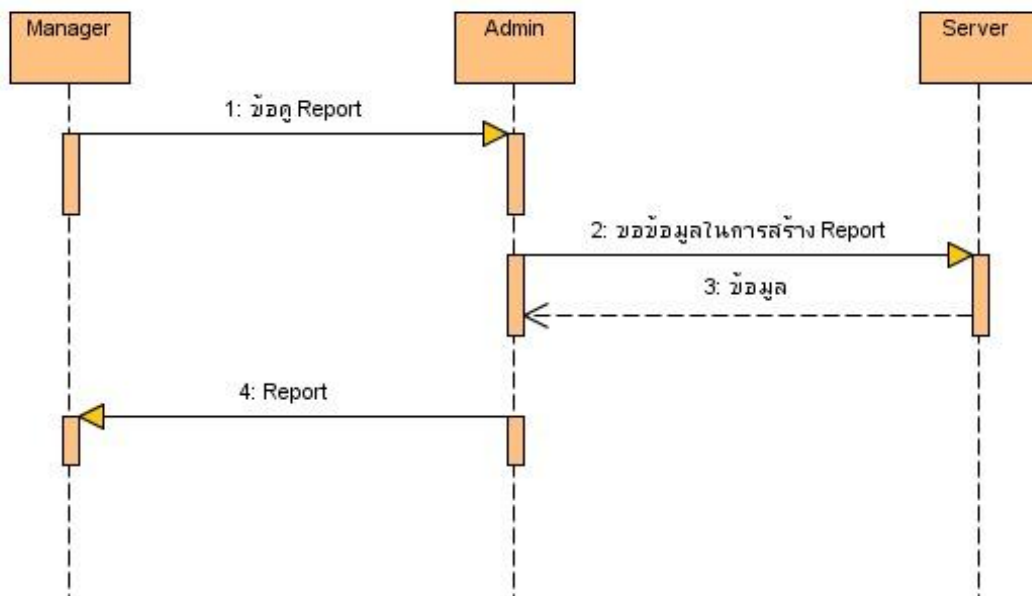 Manager
Admin
Server
1: ข้อดู Report
2: ขอข้อมูลในการสร้าง Report
3: ข้อมูล
4: Report